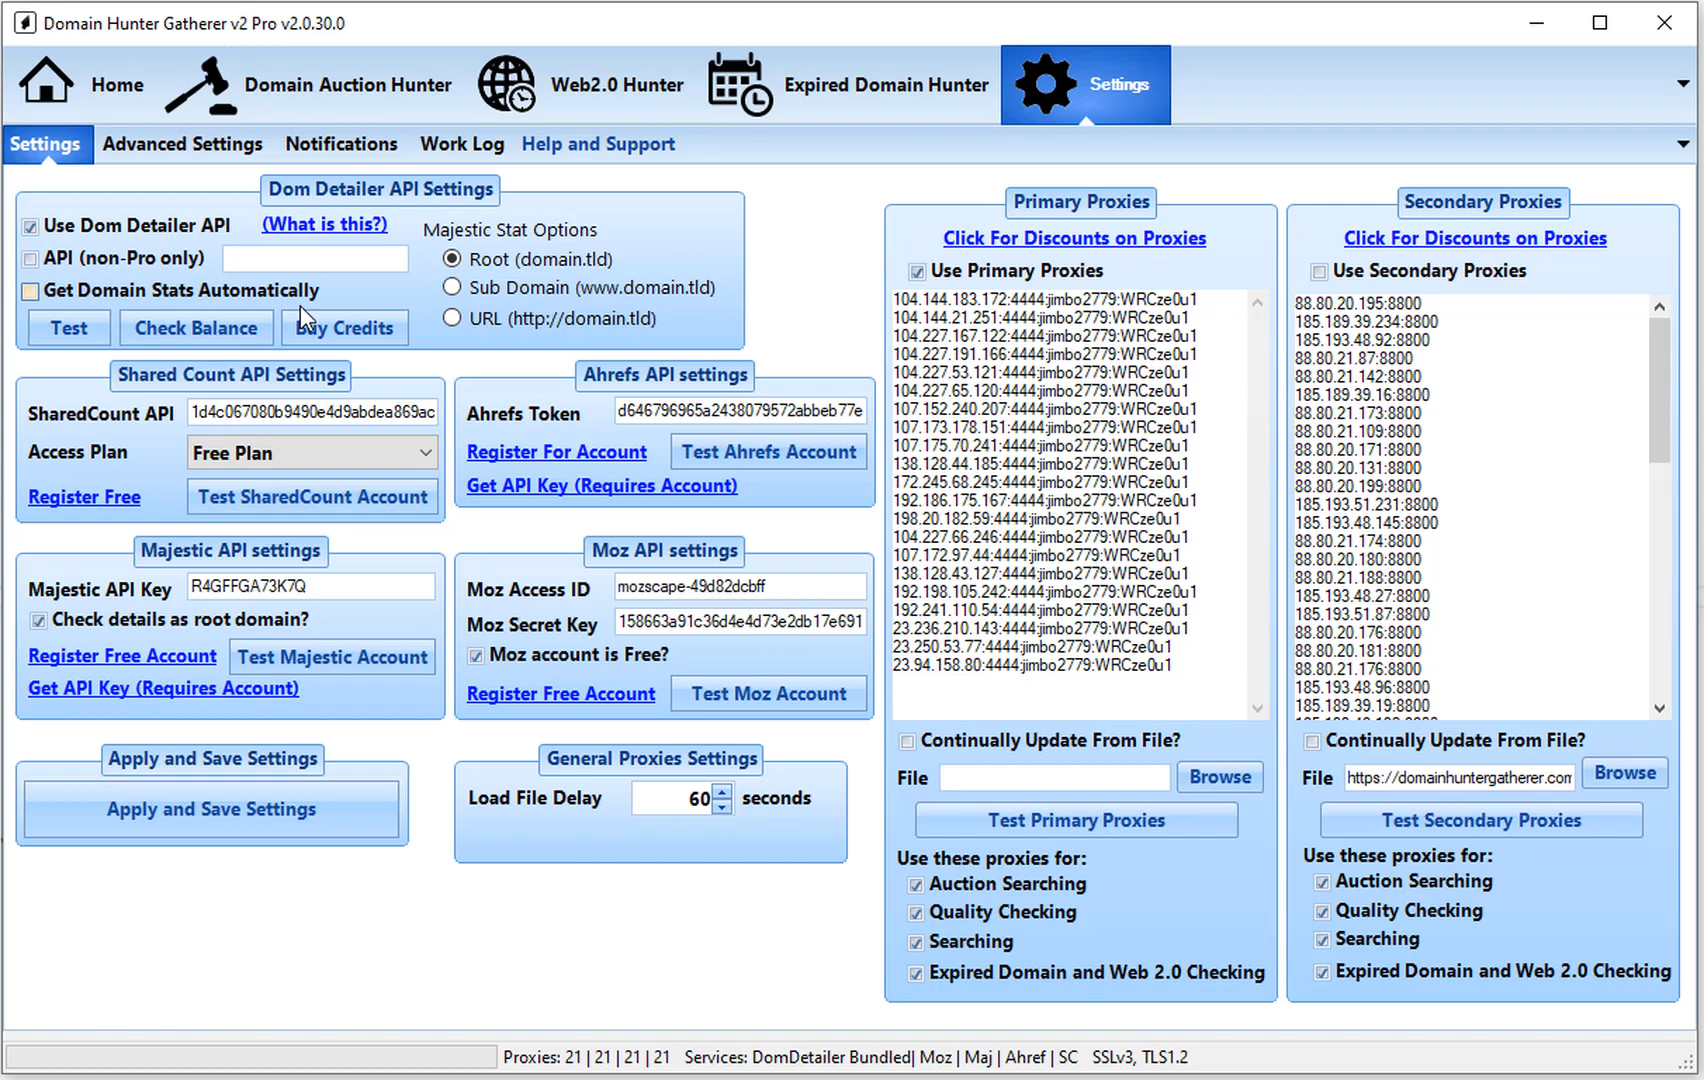 Domain Hunter Gatherer v2 Pro v2.0.30.0
Home
Domain Auction Hunter
Web2.0 Hunter
Expired Domain Hunter
Settings
Settings
Advanced Settings
Notifications
Work Log
Help and Support
Dom Detailer API Settings
Use Dom Detailer API
(What is this?)
API (non-Pro only)
Get Domain Stats Automatically
Test
Check Balance
Buy Credits
Majestic Stat Options
Root (domain.tld)
Sub Domain (www.domain.tld)
URL (http://domain.tld)
Shared Count API Settings
SharedCount API
1d4c067080b9490e4d9abdea869ac
Access Plan
Free Plan
Register Free
Test SharedCount Account
Ahrefs API settings
Ahrefs Token
d646796965a2438079572abbeb77e
Register For Account
Test Ahrefs Account
Get API Key (Requires Account)
Majestic API settings
Majestic API Key
R4GFFGA73K7Q
Check details as root domain?
Register Free Account
Test Majestic Account
Get API Key (Requires Account)
Moz API settings
Moz Access ID
mozscape-49d82dcbff
Moz Secret Key
158663a91c36d4e4d73e2db17e691
Moz account is Free?
Register Free Account
Test Moz Account
Apply and Save Settings
Apply and Save Settings
General Proxies Settings
Load File Delay
60
seconds
Primary Proxies
Click For Discounts on Proxies
Use Primary Proxies
104.144.183.172:4444:jimbo2779:WRCze0u1
104.144.21.251:4444:jimbo2779:WRCze0u1
104.227.167.122:4444:jimbo2779:WRCze0u1
104.227.191.166:4444:jimbo2779:WRCze0u1
104.227.53.121:4444:jimbo2779:WRCze0u1
104.227.65.120:4444:jimbo2779:WRCze0u1
107.152.240.207:4444:jimbo2779:WRCze0u1
107.173.178.151:4444:jimbo2779:WRCze0u1
107.175.70.241:4444:jimbo2779:WRCze0u1
138.128.44.185:4444:jimbo2779:WRCze0u1
172.245.68.245:4444:jimbo2779:WRCze0u1
192.186.175.167:4444:jimbo2779:WRCze0u1
198.20.182.59:4444:jimbo2779:WRCze0u1
104.227.66.246:4444:jimbo2779:WRCze0u1
107.172.97.44:4444:jimbo2779:WRCze0u1
138.128.43.127:4444:jimbo2779:WRCze0u1
192.198.105.242:4444:jimbo2779:WRCze0u1
192.241.110.54:4444:jimbo2779:WRCze0u1
23.236.210.143:4444:jimbo2779:WRCze0u1
23.250.53.77:4444:jimbo2779:WRCze0u1
23.94.158.80:4444:jimbo2779:WRCze0u1
Continually Update From File?
File
Browse
Test Primary Proxies
Use these proxies for:
Auction Searching
Quality Checking
Searching
Expired Domain and Web 2.0 Checking
Secondary Proxies
Click For Discounts on Proxies
Use Secondary Proxies
88.80.20.195:8800
185.189.39.234:8800
185.193.48.92:8800
88.80.21.87:8800
88.80.21.142:8800
185.189.39.16:8800
88.80.21.173:8800
88.80.21.109:8800
88.80.20.171:8800
88.80.20.131:8800
88.80.20.199:8800
185.193.51.231:8800
185.193.48.145:8800
88.80.21.174:8800
88.80.20.180:8800
88.80.21.188:8800
185.193.48.27:8800
185.193.51.87:8800
88.80.20.176:8800
88.80.20.181:8800
88.80.21.176:8800
185.193.48.96:8800
185.189.39.19:8800
Continually Update From File?
File
https://domainhuntergatherer.com
Browse
Test Secondary Proxies
Use these proxies for:
Auction Searching
Quality Checking
Searching
Expired Domain and Web 2.0 Checking
Proxies: 21 | 21 | 21 | 21 Services: DomDetailer Bundled| Moz | Maj | Ahref | SC SSLv3, TLS1.2